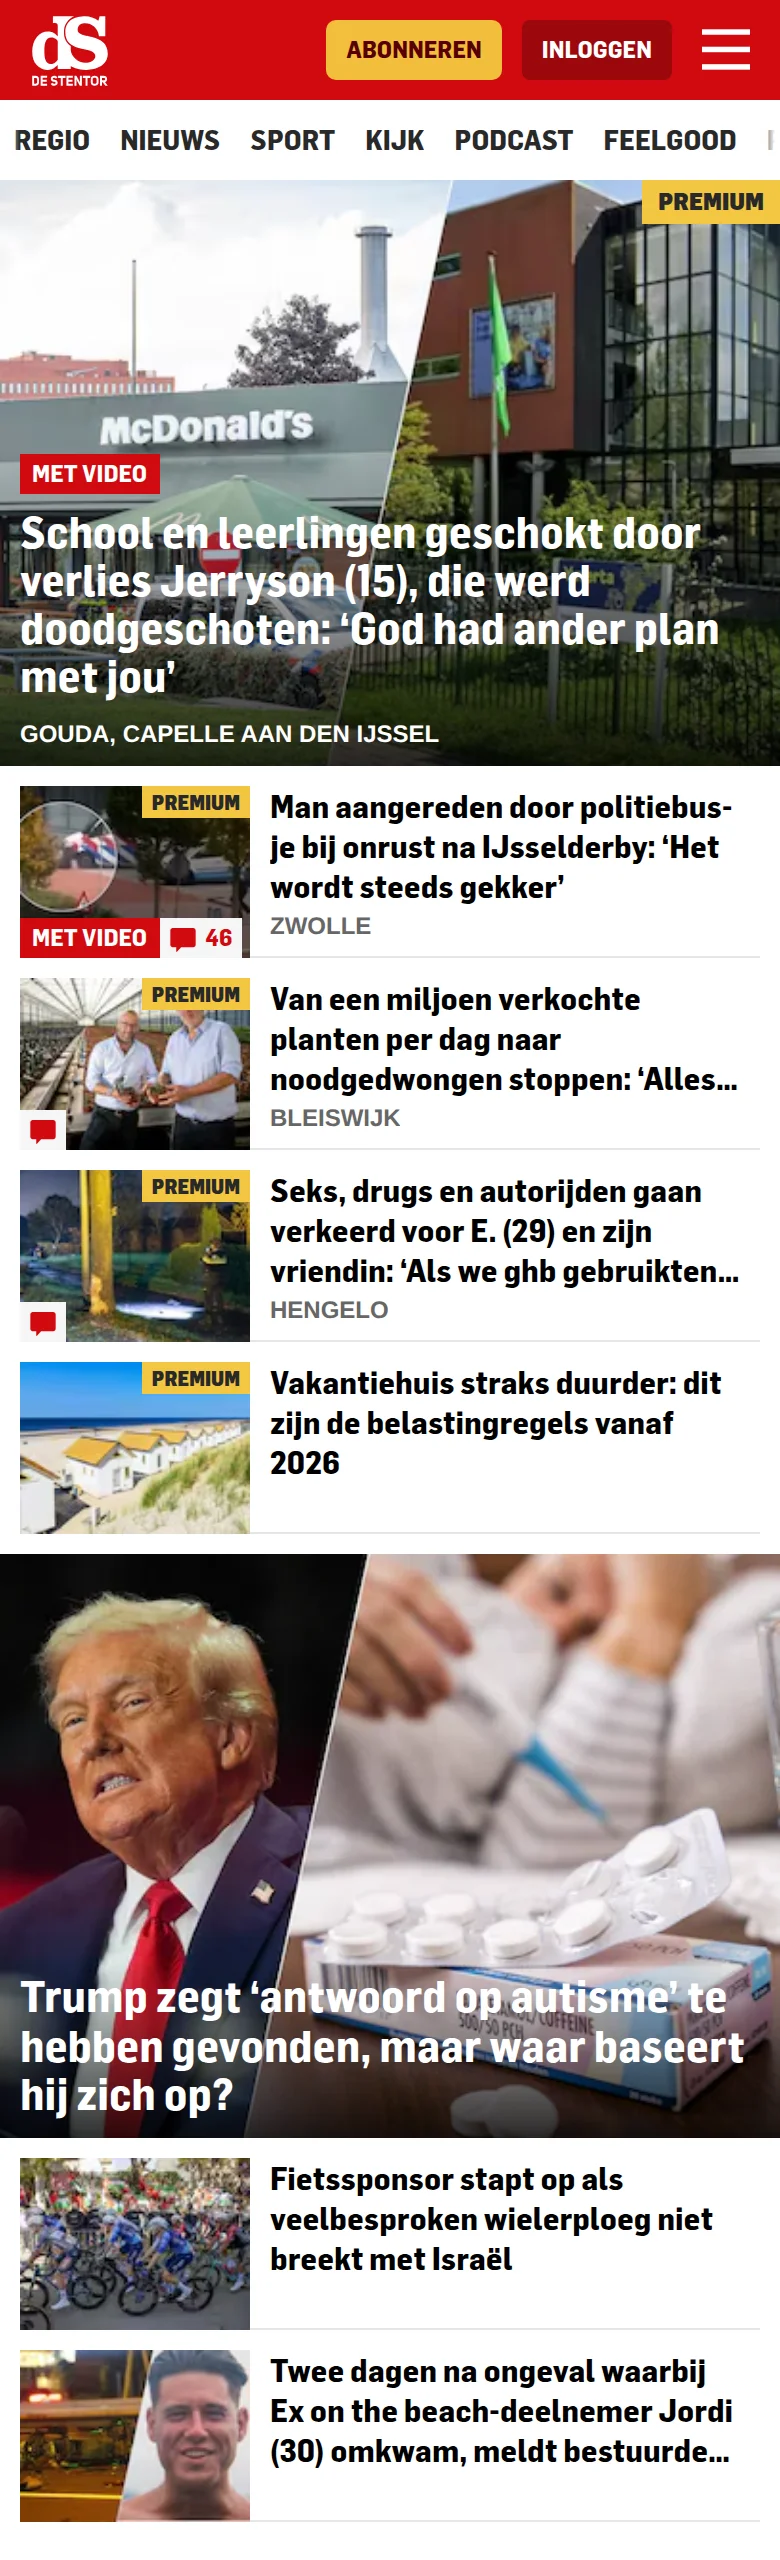 dS
DE STENTOR
ABONNEREN
INLOGGEN
REGIO NIEUWS SPORT KIJK PODCAST FEELGOOD
PREMIUM
McDonald's
MET VIDEO
School en leerlingen geschokt door
verlies Jerryson (15), die werd
doodgeschoten: ‘God had ander plan
met jou’
GOUDA, CAPELLE AAN DEN IJSSEL
PREMIUM
MET VIDEO
46
Man aangereden door politiebus-
je bij onrust na IJsselderby: ‘Het
wordt steeds gekker’
ZWOLLE
PREMIUM
Van een miljoen verkochte
planten per dag naar
noodgedwongen stoppen: ‘Alles...
BLEISWIJK
PREMIUM
Seks, drugs en autorijden gaan
verkeerd voor E. (29) en zijn
vriendin: ‘Als we ghb gebruikten...
HENGELO
PREMIUM
Vakantiehuis straks duurder: dit
zijn de belastingregels vanaf
2026
COFFEINE
500/50 PCH
Trump zegt ‘antwoord op autisme’ te
hebben gevonden, maar waar baseert
hij zich op?
Fietssponsor stapt op als
veelbesproken wielerploeg niet
breekt met Israël
Twee dagen na ongeval waarbij
Ex on the beach-deelnemer Jordi
(30) omkwam, meldt bestuurde...